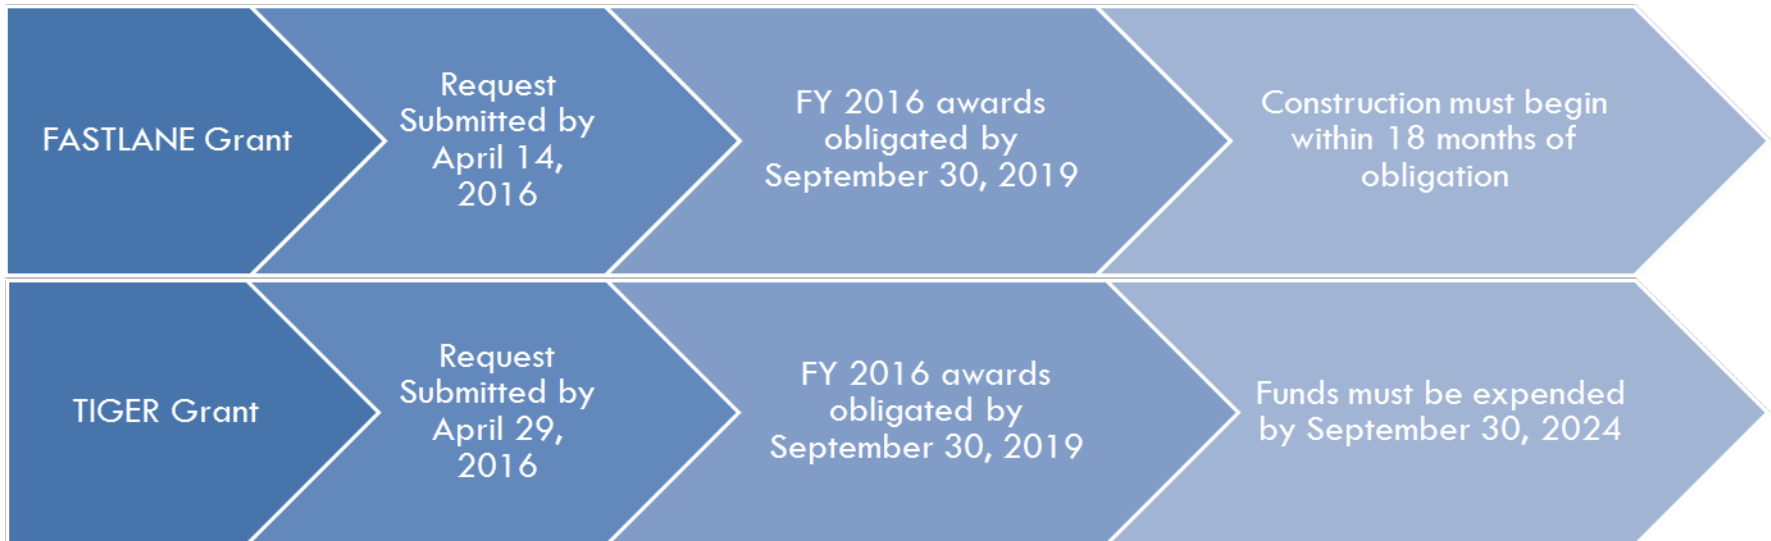 FASTLANE Grant
Request
Submitted by
April 14,
2016
FY 2016 awards
obligated by
September 30, 2019
Construction must begin
within 18 months of
obligation
TIGER Grant
Request
Submitted by
April 29,
2016
FY 2016 awards
obligated by
September 30, 2019
Funds must be expended
by September 30, 2024